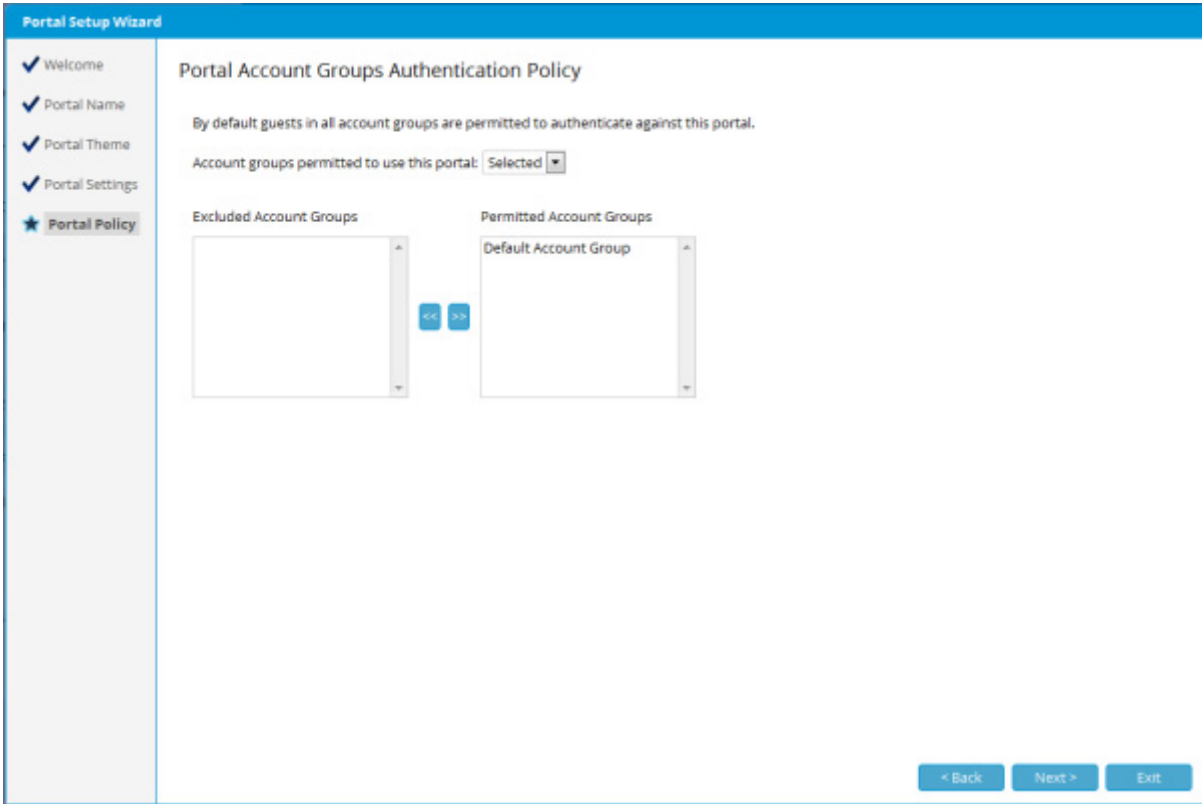 Portal Setup Wizard
Welcome
Portal Name
Portal Theme
Portal Settings
Portal Policy
Portal Account Groups Authentication Policy
By default guests in all account groups are permitted to authenticate against this portal.
Account groups permitted to use this portal: Selected
Excluded Account Groups
Permitted Account Groups
Default Account Group
<< >>
< Back Next > Exit